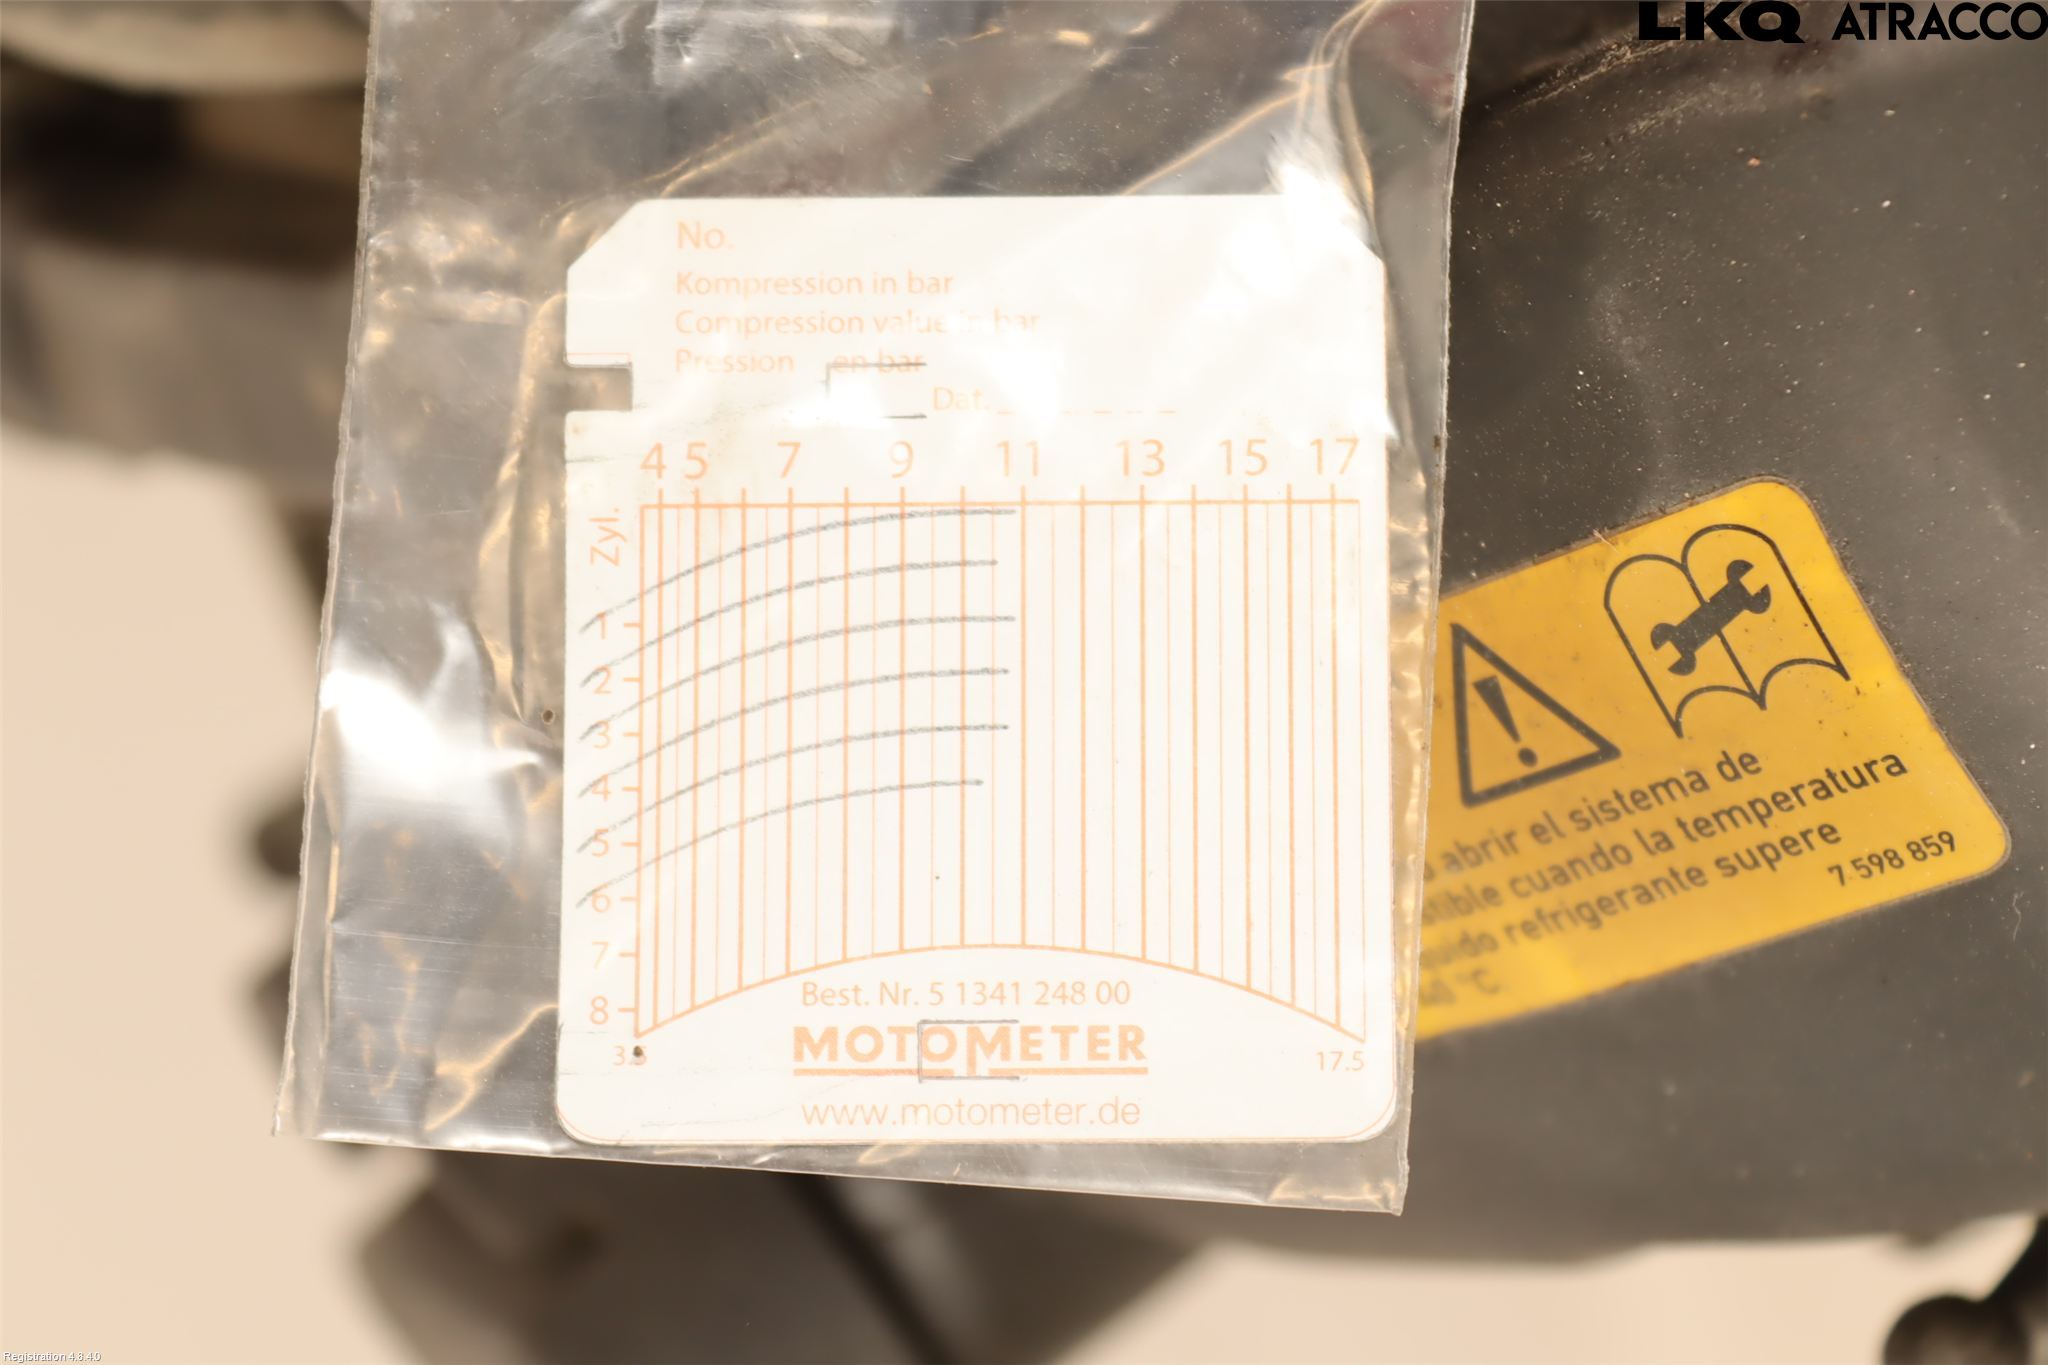 LKQ ATRACCO
No.
Kompression in bar
Compression value in bar
Pression en bar
Dat.
4 5 7 9 11 13 15 17
Zyl.
1
2
3
4
5
6
7
8
3.5
17.5
Best. Nr. 5 1341 248 00
MOTOMETER
www.motometer.de
abrir el sistema de
cuando la temperatura
refrigerante supere
7 598 859
°C
Registration 4.8.4.0